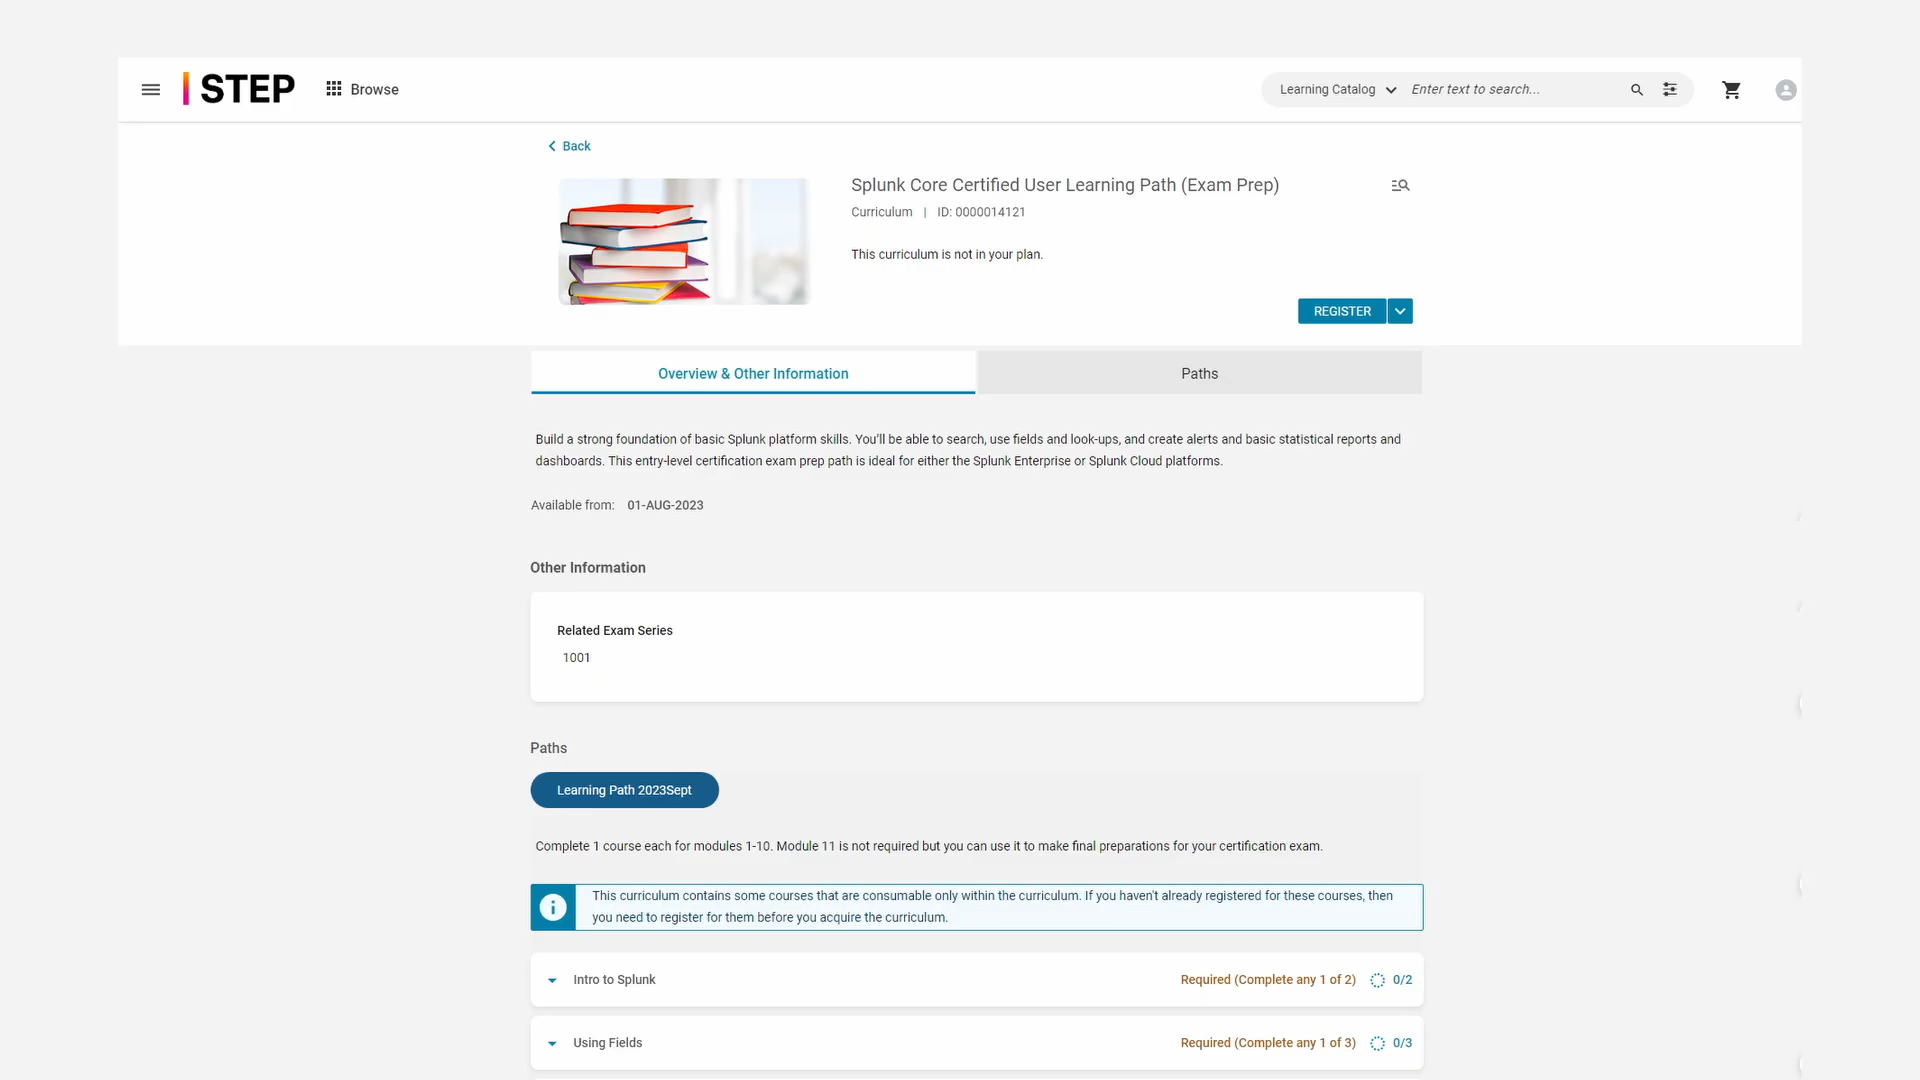 STEP
Browse
Learning Catalog
Enter text to search...
Back
Splunk Core Certified User Learning Path (Exam Prep)
Curriculum | ID: 0000014121
This curriculum is not in your plan.
REGISTER
Overview & Other Information
Paths
Build a strong foundation of basic Splunk platform skills. You'll be able to search, use fields and look-ups, and create alerts and basic statistical reports and
dashboards. This entry-level certification exam prep path is ideal for either the Splunk Enterprise or Splunk Cloud platforms.
Available from: 01-AUG-2023
Other Information
Related Exam Series
1001
Paths
Learning Path 2023Sept
Complete 1 course each for modules 1-10. Module 11 is not required but you can use it to make final preparations for your certification exam.
This curriculum contains some courses that are consumable only within the curriculum. If you haven't already registered for these courses, then
you need to register for them before you acquire the curriculum.
Intro to Splunk Required (Complete any 1 of 2) 0/2
Using Fields Required (Complete any 1 of 3) 0/3